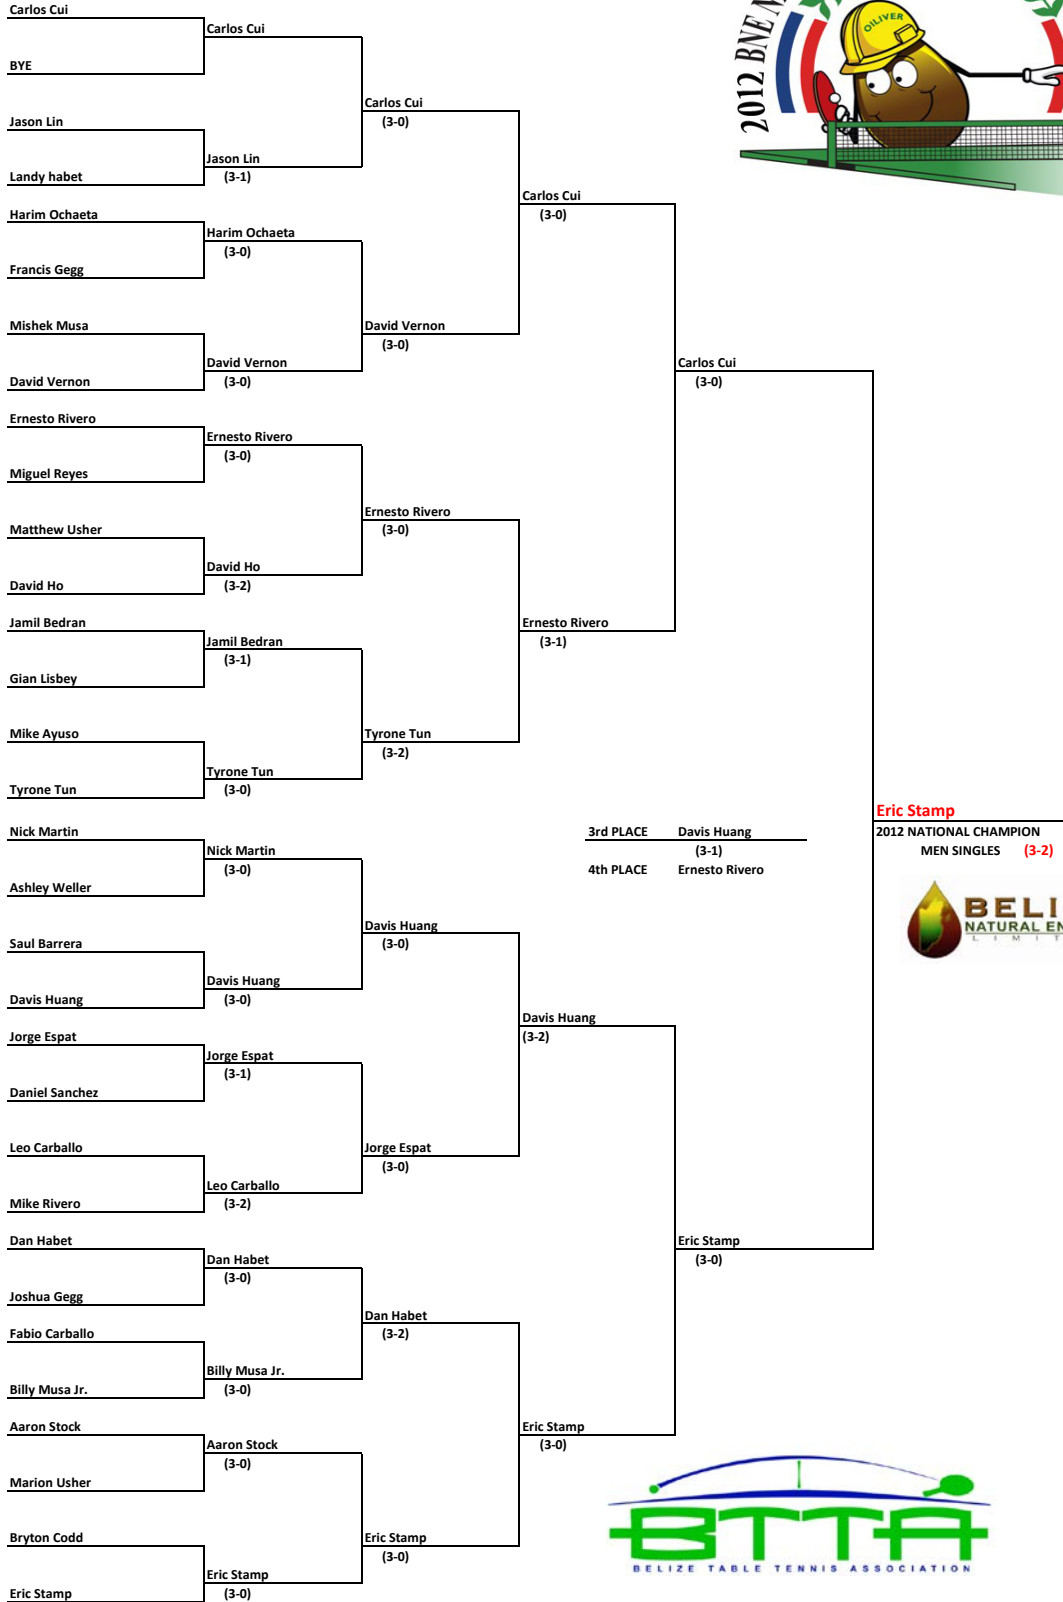 Carlos Cui
Carlos Cui
BYE
Carlos Cui
(3-0)
Jason Lin
Jason Lin
(3-1)
Landy habet
Carlos Cui
(3-0)
Harim Ochaeta
Harim Ochaeta
(3-0)
Francis Gegg
Mishek Musa
David Vernon
(3-0)
David Vernon
(3-0)
David Vernon
Carlos Cui
(3-0)
Ernesto Rivero
Ernesto Rivero
(3-0)
Miguel Reyes
Ernesto Rivero
(3-0)
Matthew Usher
David Ho
(3-2)
David Ho
Jamil Bedran
Ernesto Rivero
(3-1)
Jamil Bedran
(3-1)
Gian Lisbey
Mike Ayuso
Tyrone Tun
(3-2)
Tyrone Tun
(3-0)
Tyrone Tun
Eric Stamp
2012 NATIONAL CHAMPION
MEN SINGLES (3-2)
Nick Martin
3rd PLACE Davis Huang
(3-1)
4th PLACE Ernesto Rivero
Nick Martin
(3-0)
Ashley Weller
Davis Huang
(3-0)
Saul Barrera
Davis Huang
(3-0)
Davis Huang
Davis Huang
(3-2)
Jorge Espat
Jorge Espat
(3-1)
Daniel Sanchez
Leo Carballo
Jorge Espat
(3-0)
Leo Carballo
(3-2)
Mike Rivero
Dan Habet
Eric Stamp
(3-0)
Dan Habet
(3-0)
Joshua Gegg
Dan Habet
(3-2)
Fabio Carballo
Billy Musa Jr.
(3-0)
Billy Musa Jr.
Aaron Stock
Eric Stamp
(3-0)
Aaron Stock
(3-0)
Marion Usher
Bryton Codd
Eric Stamp
(3-0)
Eric Stamp
(3-0)
Eric Stamp
2012 BNE
OILIVER
BELI
NATURAL EN
LIMIT
BTTA
BELIZE TABLE TENNIS ASSOCIATION